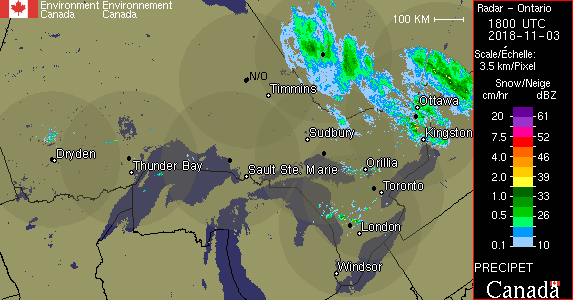 Environment Environnement
Canada Canada
100 KM
N/O
Timmins
Ottawa
Sudbury
Kingston
Dryden
Thunder Bay
Sault Ste. Marie
Orillia
Toronto
London
Windsor
Radar - Ontario
1800 UTC
2018-11-03
Scale/Échelle:
3.5 km/Pixel
Snow/Neige
cm/hr dBZ
20 61
7.5 52
4.0 46
2.0 39
1.0 33
0.5 26
0.1 10
PRECIPET
Canada